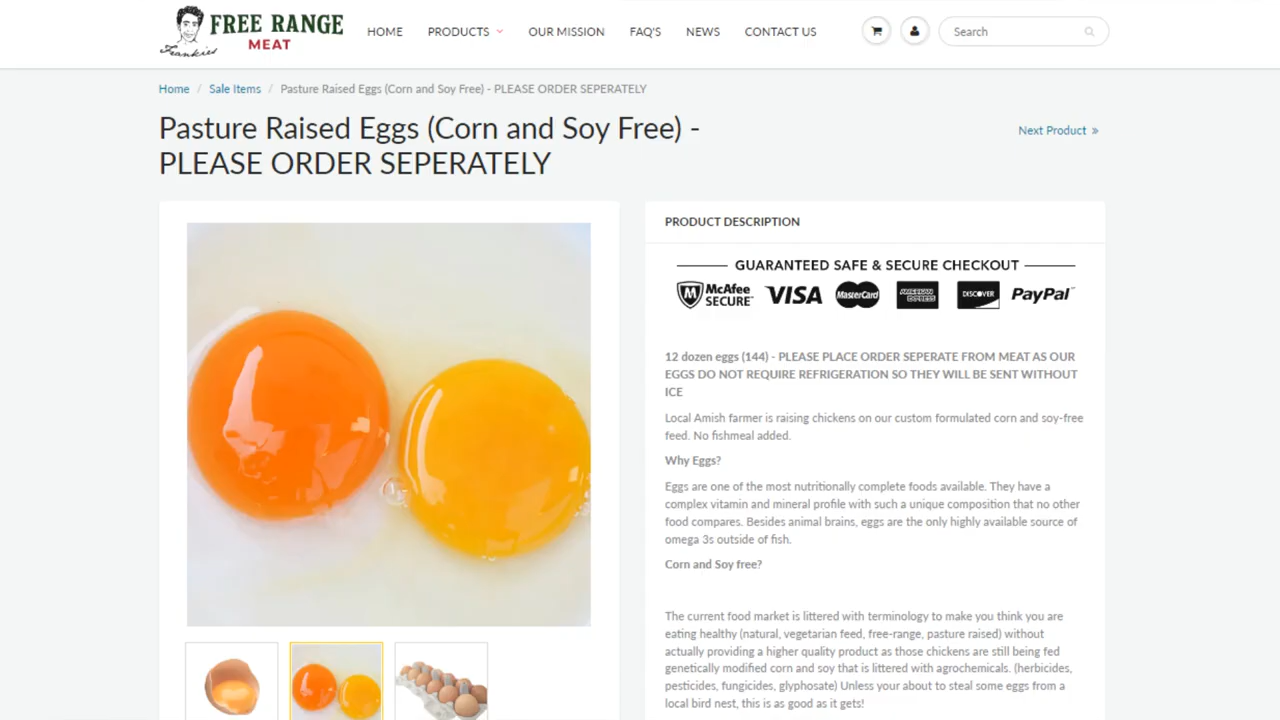 FREE RANGE
MEAT
Frankies
HOME
PRODUCTS
OUR MISSION
FAQ'S
NEWS
CONTACT US
Search
Home / Sale Items / Pasture Raised Eggs (Corn and Soy Free) - PLEASE ORDER SEPERATELY
Pasture Raised Eggs (Corn and Soy Free) -
PLEASE ORDER SEPERATELY
Next Product »
PRODUCT DESCRIPTION
GUARANTEED SAFE & SECURE CHECKOUT
McAfee
SECURE
VISA
MasterCard
AMERICAN
EXPRESS
DISCOVER
PayPal
12 dozen eggs (144) - PLEASE PLACE ORDER SEPERATE FROM MEAT AS OUR
EGGS DO NOT REQUIRE REFRIGERATION SO THEY WILL BE SENT WITHOUT
ICE
Local Amish farmer is raising chickens on our custom formulated corn and soy-free
feed. No fishmeal added.
Why Eggs?
Eggs are one of the most nutritionally complete foods available. They have a
complex vitamin and mineral profile with such a unique composition that no other
food compares. Besides animal brains, eggs are the only highly available source of
omega 3s outside of fish.
Corn and Soy free?
The current food market is littered with terminology to make you think you are
eating healthy (natural, vegetarian feed, free-range, pasture raised) without
actually providing a higher quality product as those chickens are still being fed
genetically modified corn and soy that is littered with agrochemicals. (herbicides,
pesticides, fungicides, glyphosate) Unless your about to steal some eggs from a
local bird nest, this is as good as it gets!